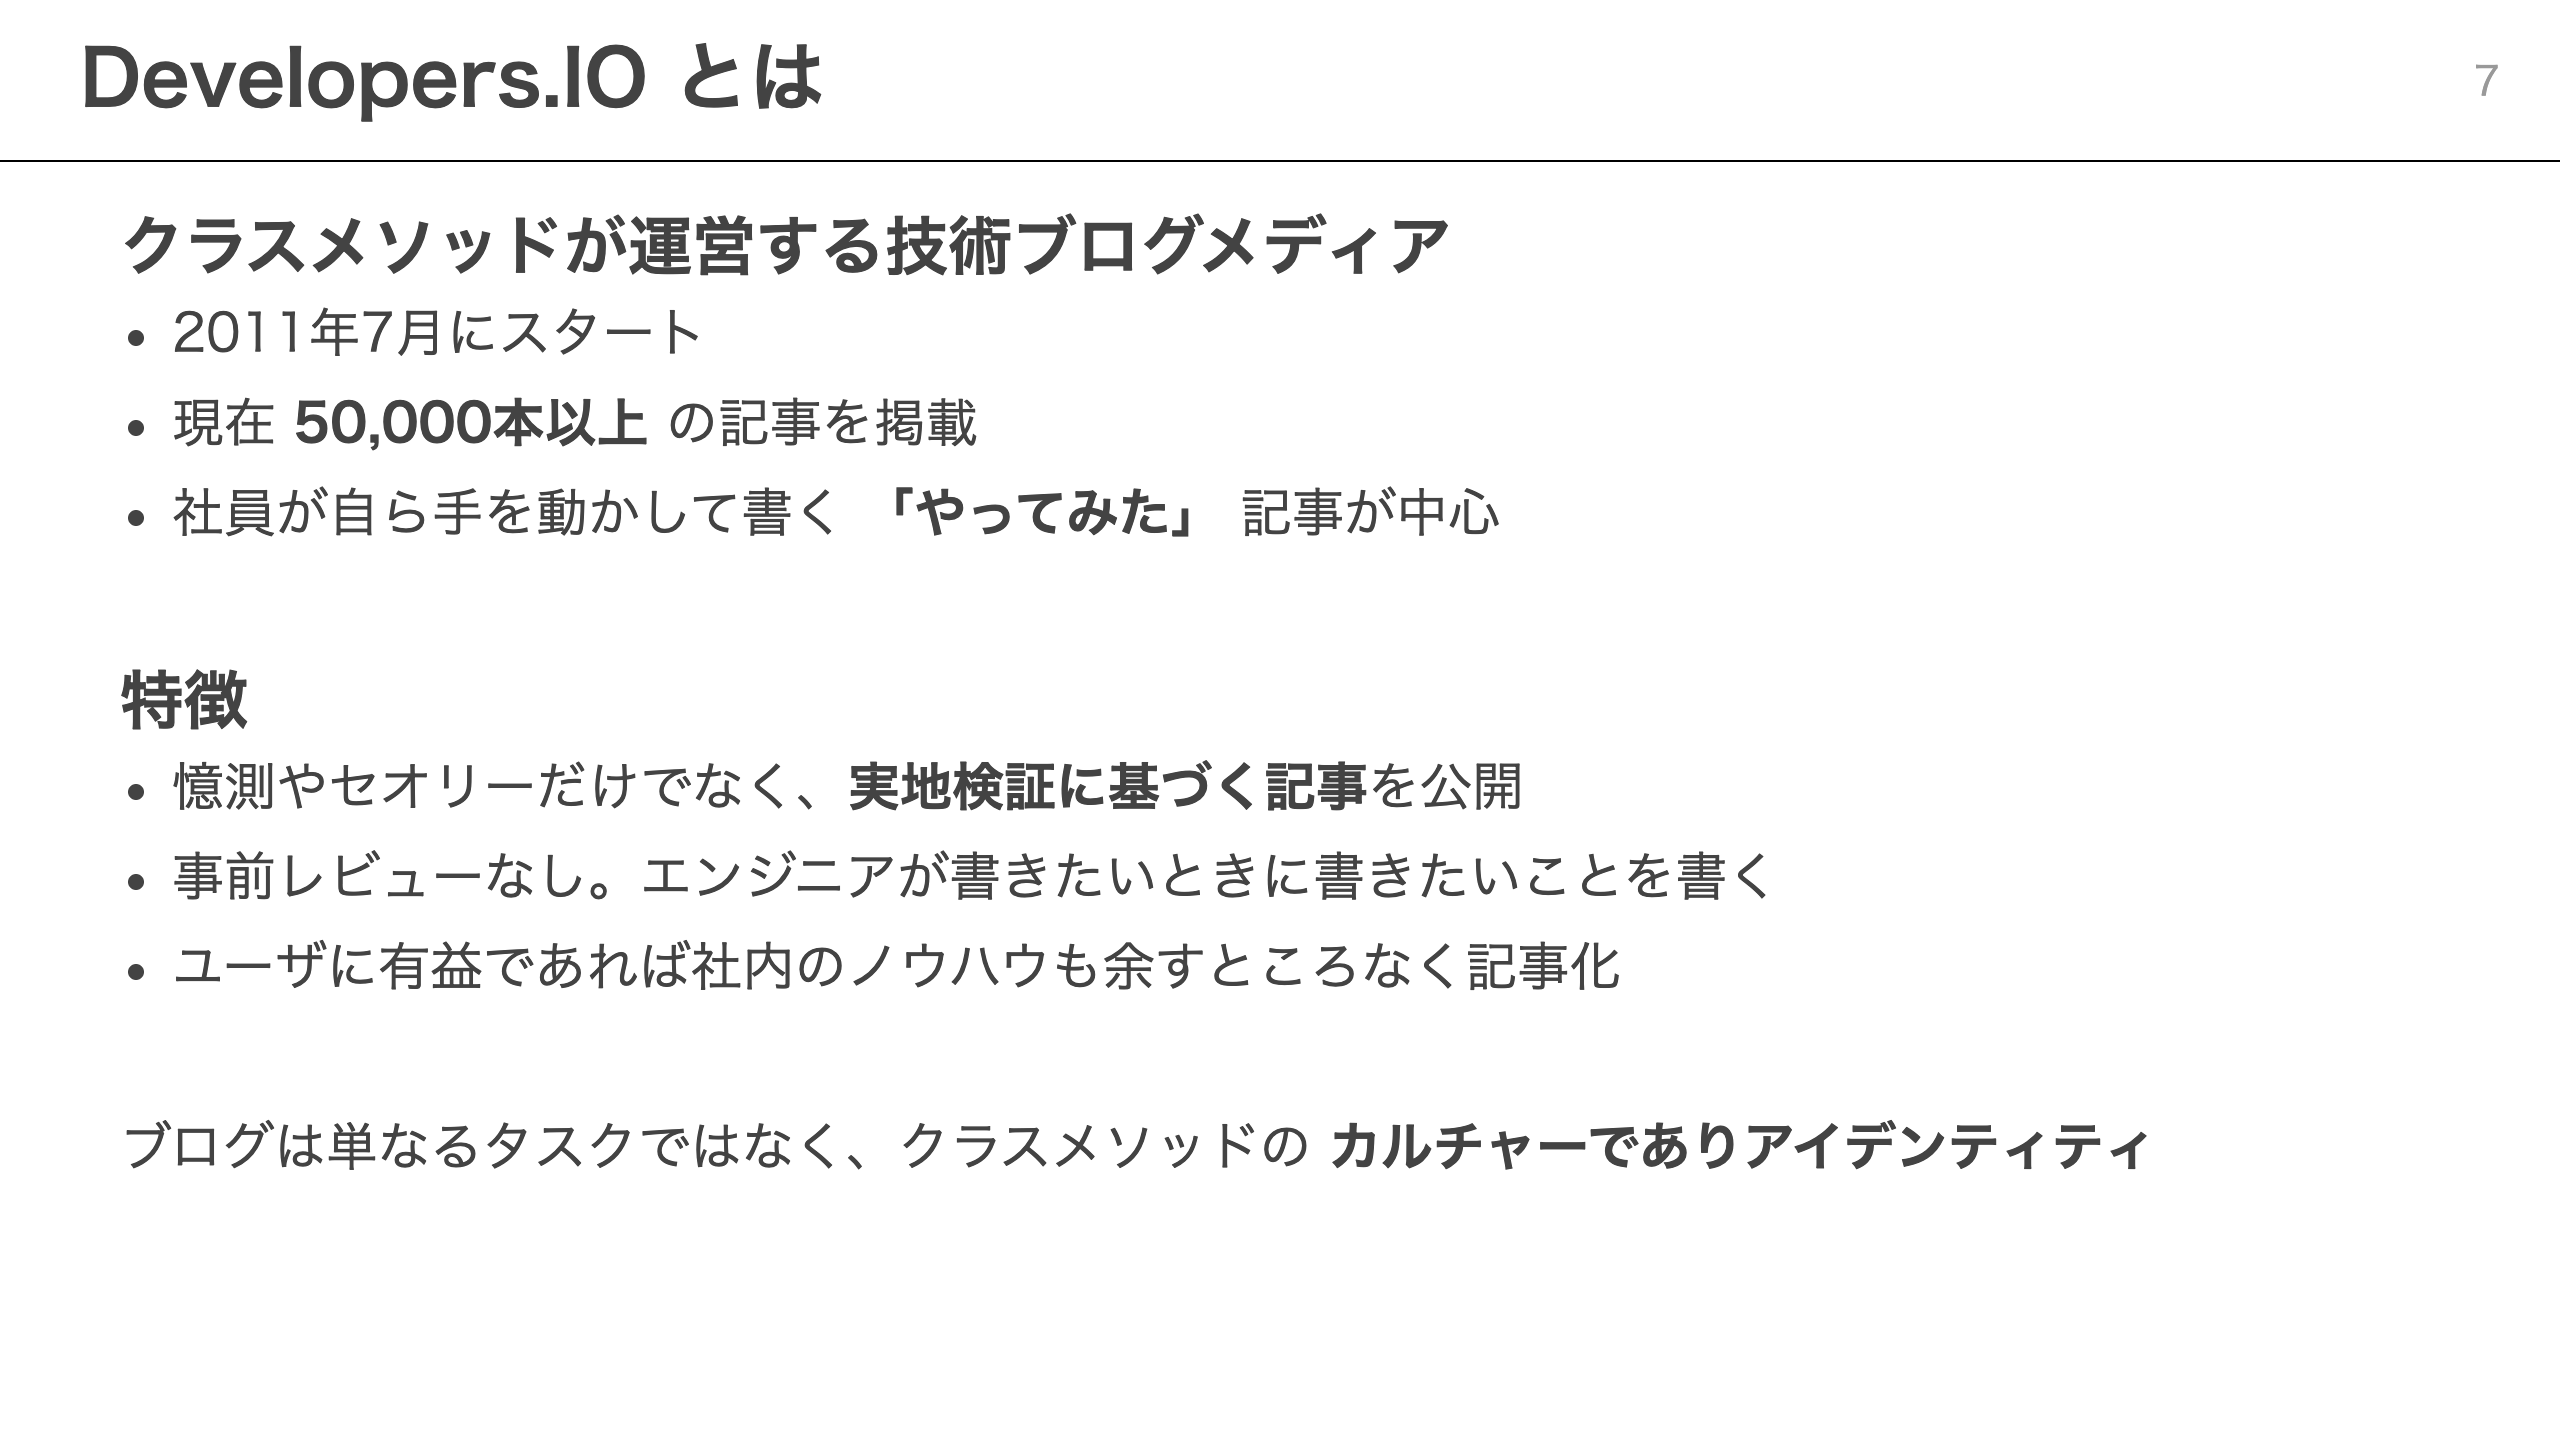 Developers.IO とは
7
クラスメソッドが運営する技術ブログメディア
• 2011年7月にスタート
• 現在 50,000本以上 の記事を掲載
• 社員が自ら手を動かして書く 「やってみた」 記事が中心
特徴
• 憶測やセオリーだけでなく、実地検証に基づく記事を公開
• 事前レビューなし。エンジニアが書きたいときに書きたいことを書く
• ユーザに有益であれば社内のノウハウも余すところなく記事化
ブログは単なるタスクではなく、クラスメソッドの カルチャーでありアイデンティティ